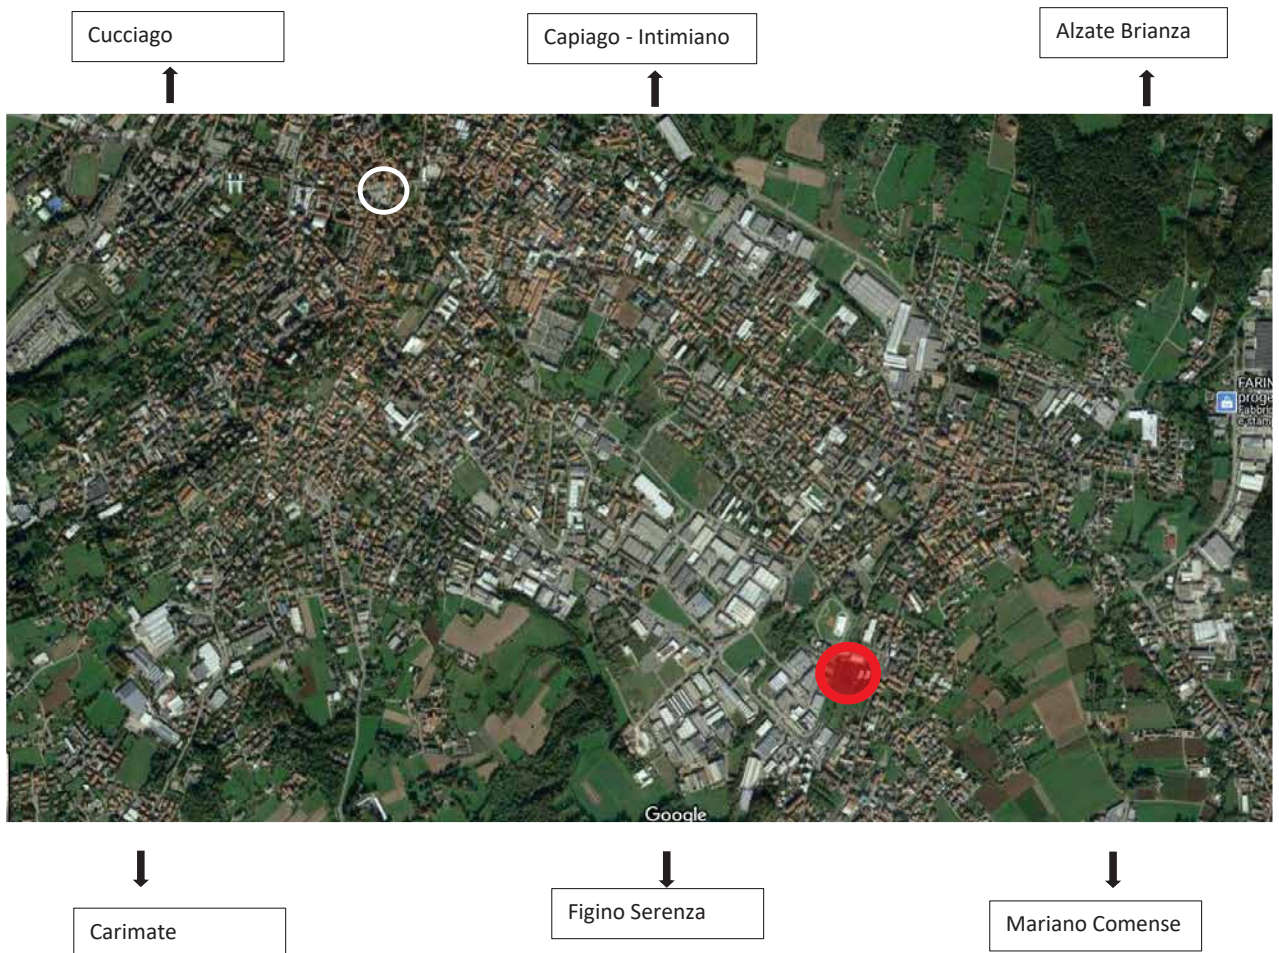 Cucciago
Capiago - Intimiano
Alzate Brianza
FARIN
proge
Fabbric
e stam
Google
Carimate
Figino Serenza
Mariano Comense